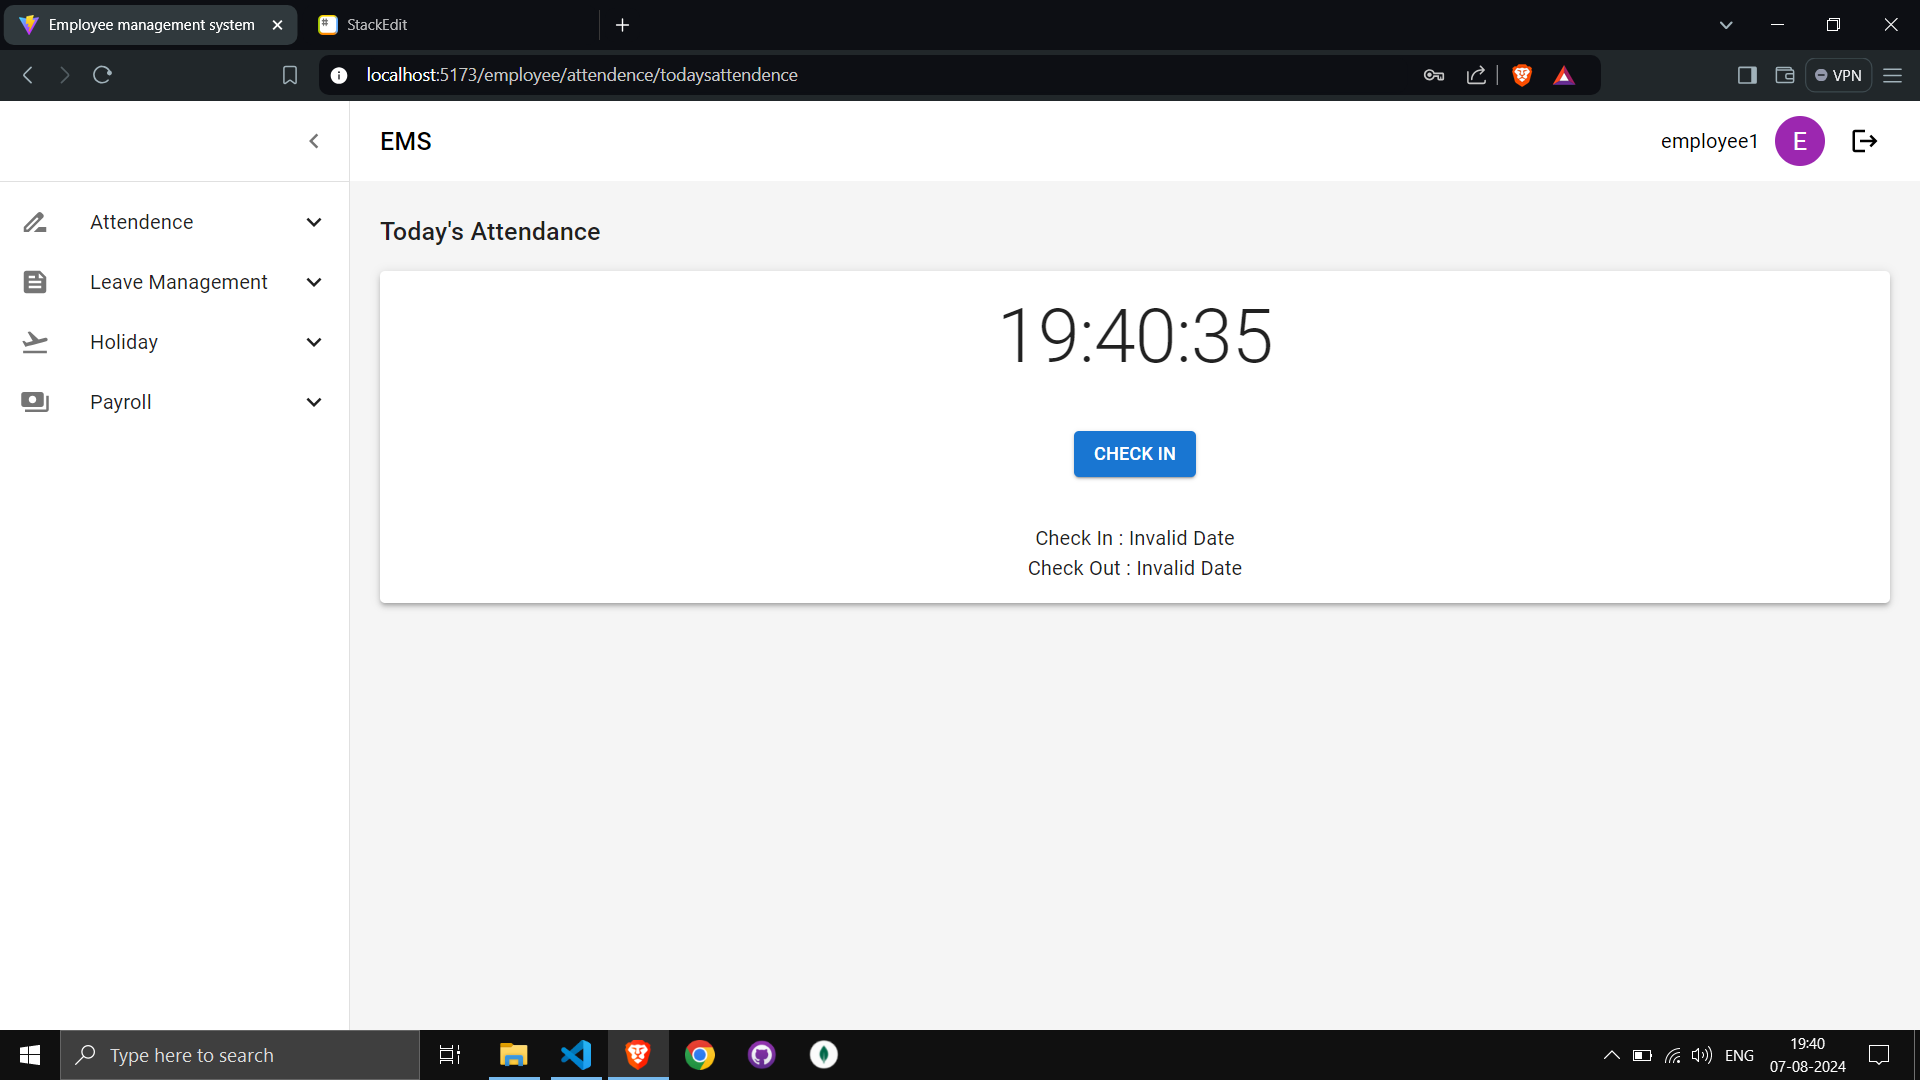 Employee management system
StackEdit
localhost:5173/employee/attendence/todaysattendence
VPN
EMS
employee1
E
Attendence
Leave Management
Holiday
Payroll
Today's Attendance
19:40:35
CHECK IN
Check In : Invalid Date
Check Out : Invalid Date
Type here to search
ENG
19:40
07-08-2024